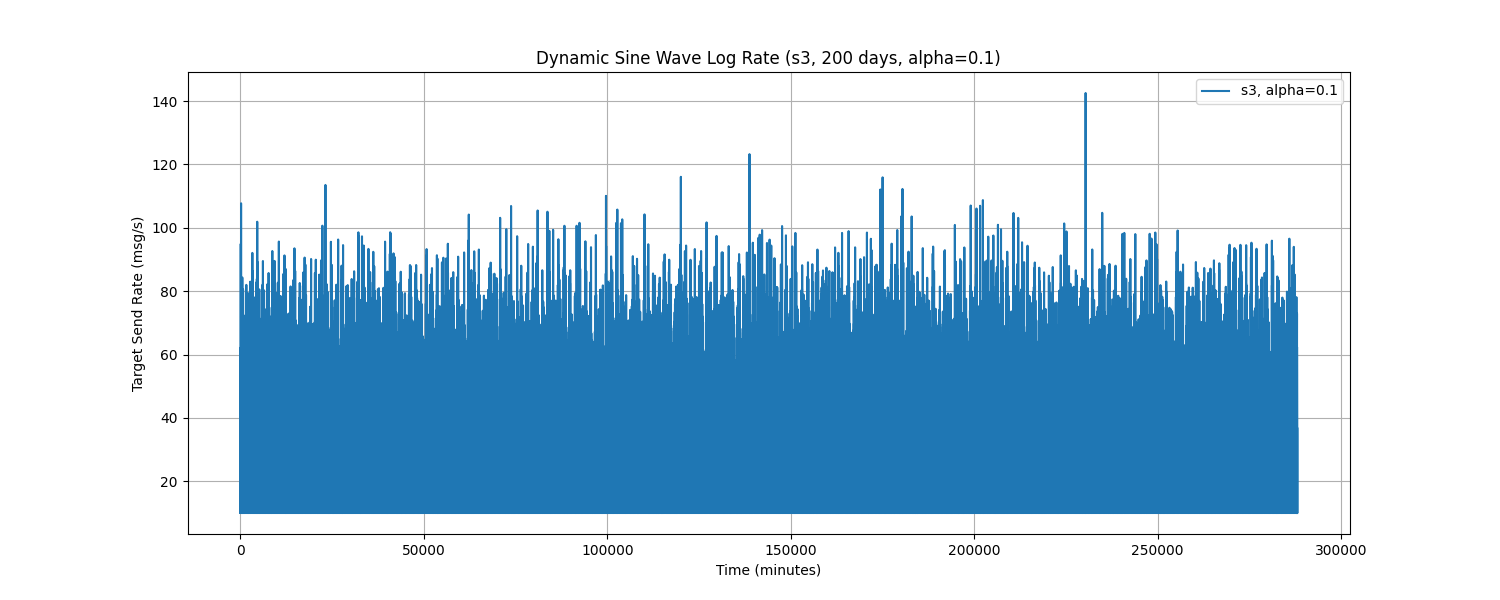 Dynamic Sine Wave Log Rate (s3, 200 days, alpha=0.1)
s3, alpha=0.1
Target Send Rate (msg/s)
140
120
100
80
60
40
20
0 50000 100000 150000 200000 250000 300000
Time (minutes)